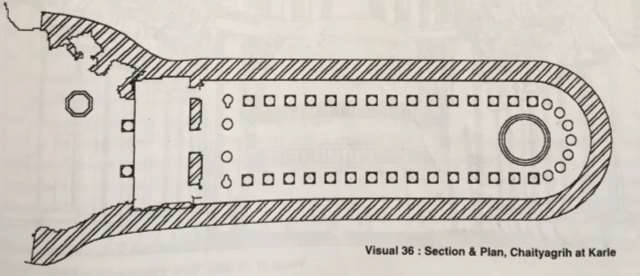 Visual 36 : Section & Plan, Chaityagrih at Karle